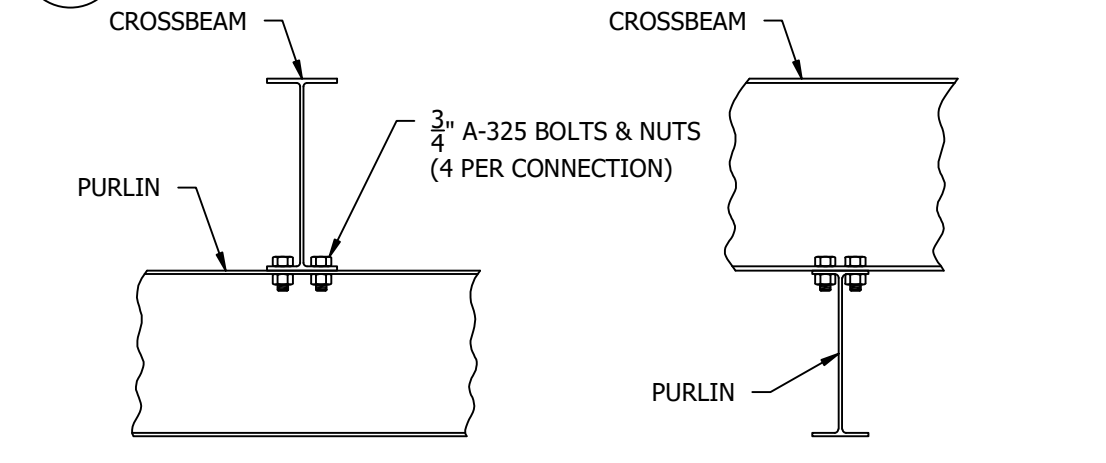 CROSSBEAM
CROSSBEAM
3/4" A-325 BOLTS & NUTS
(4 PER CONNECTION)
PURLIN
PURLIN